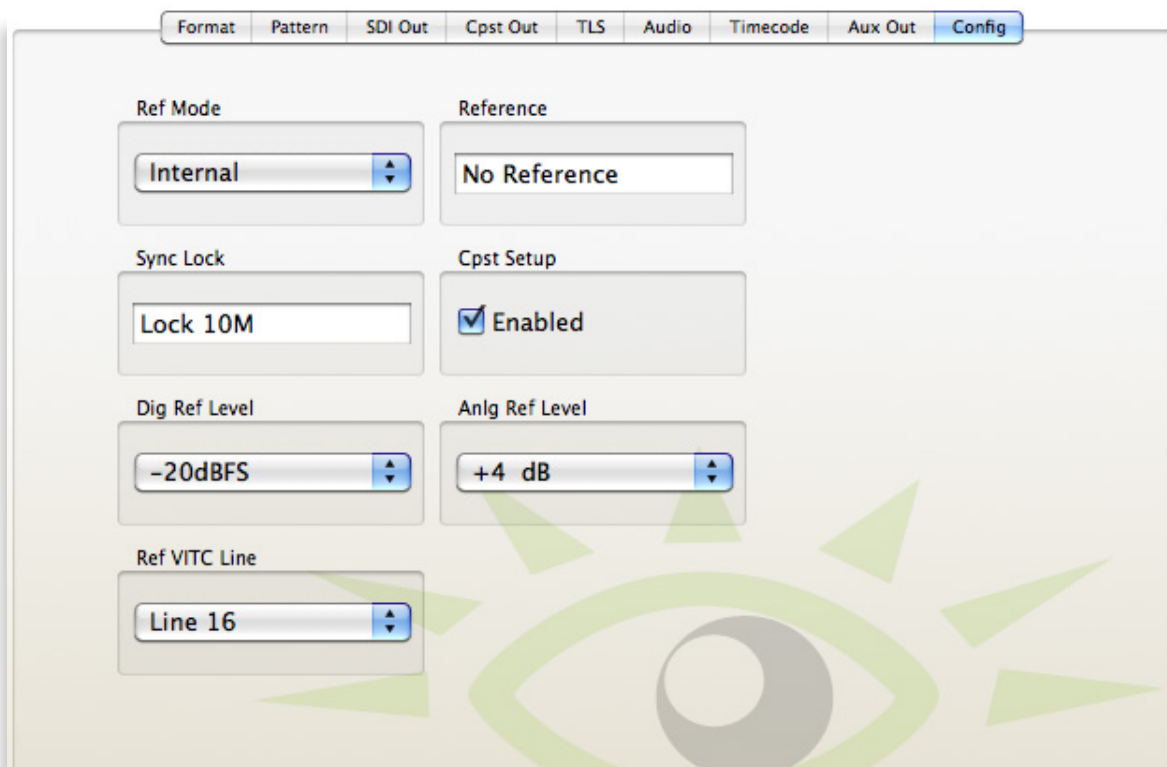 Format Pattern SDI Out Cpst Out TLS Audio Timecode Aux Out Config
Ref Mode
Internal
Reference
No Reference
Sync Lock
Lock 10M
Cpst Setup
Enabled
Dig Ref Level
-20dBFS
Anlg Ref Level
+4 dB
Ref VITC Line
Line 16